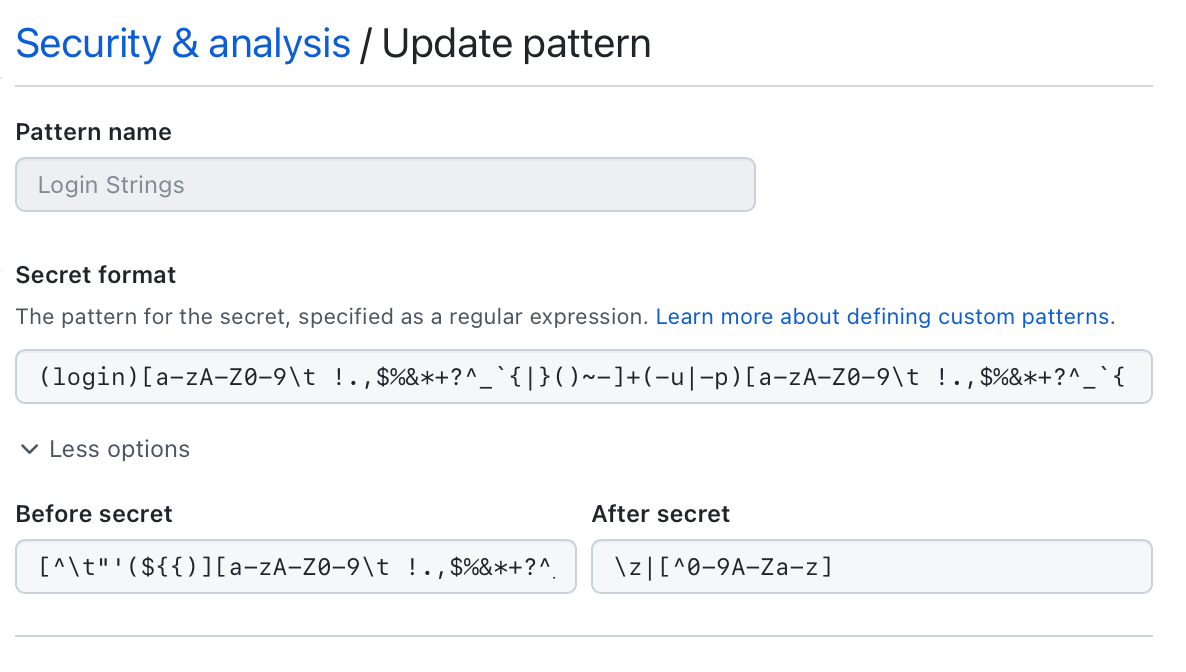 Security & analysis / Update pattern
Pattern name
Login Strings
Secret format
The pattern for the secret, specified as a regular expression. Learn more about defining custom patterns.
(login)[a-zA-Z0-9\t !.,$%&*+?^_`{|}()~-]+(-u|-p)[a-zA-Z0-9\t !.,$%&*+?^_`{
Less options
Before secret
After secret
[^\t"'(${{)][a-zA-Z0-9\t !.,$%&*+?^_
\z|[^0-9A-Za-z]